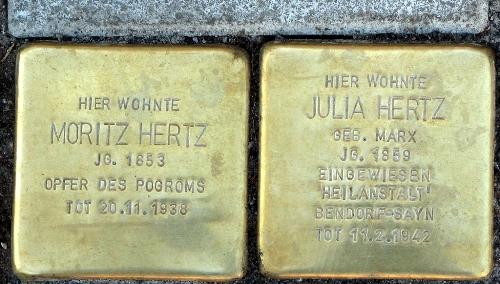 HIER WOHNTE
MORITZ HERTZ
JG. 1853
OPFER DES POGROMS
TOT 20.11.1938
HIER WOHNTE
JULIA HERTZ
GEB. MARX
JG. 1859
EINGEWIESEN
HEILANSTALT
BENDORF-SAYN
TOT 11.2.1942